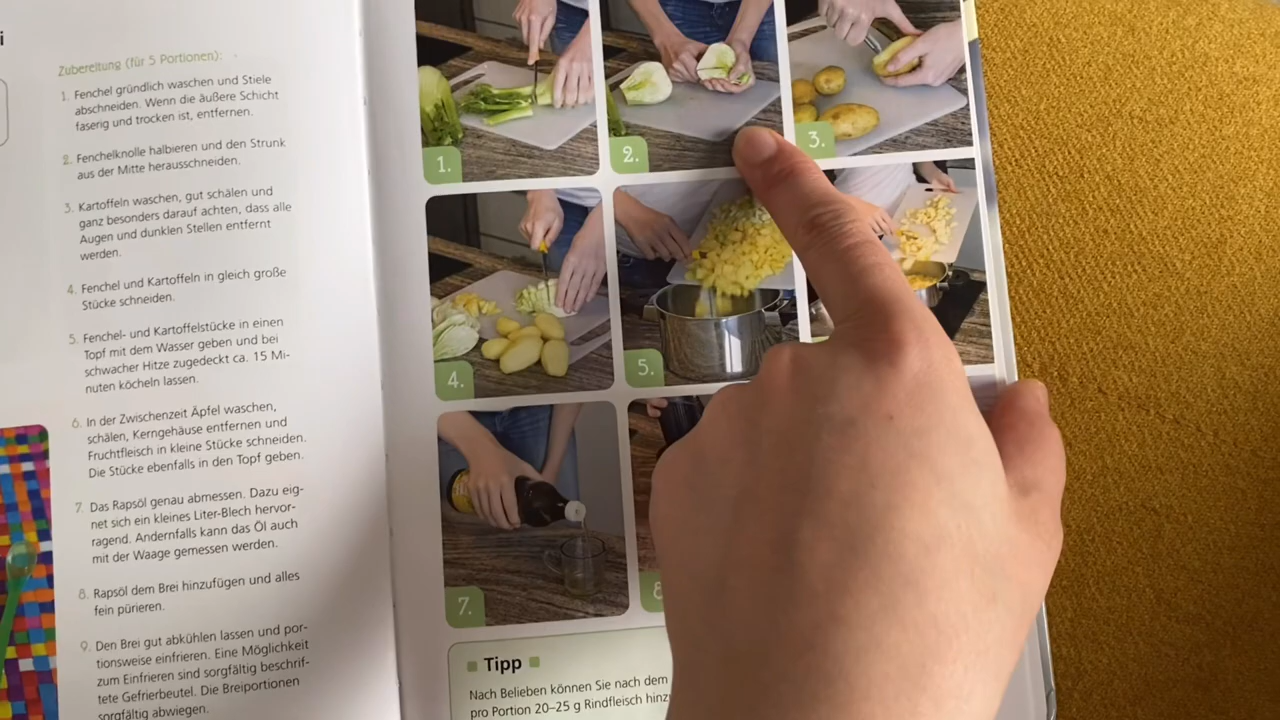 i
Zubereitung (für 5 Portionen):
1. Fenchel gründlich waschen und Stiele
abschneiden. Wenn die äußere Schicht
faserig und trocken ist, entfernen.
2. Fenchelknolle halbieren und den Strunk
aus der Mitte herausschneiden.
3. Kartoffeln waschen, gut schälen und
ganz besonders darauf achten, dass alle
Augen und dunklen Stellen entfernt
werden.
4. Fenchel und Kartoffeln in gleich große
Stücke schneiden.
5. Fenchel- und Kartoffelstücke in einen
Topf mit dem Wasser geben und bei
schwacher Hitze zugedeckt ca. 15 Mi-
nuten köcheln lassen.
6. In der Zwischenzeit Äpfel waschen,
schälen, Kerngehäuse entfernen und
Fruchtfleisch in kleine Stücke schneiden.
Die Stücke ebenfalls in den Topf geben.
7. Das Rapsöl genau abmessen. Dazu eig-
net sich ein kleines Liter-Blech hervor-
ragend. Andernfalls kann das Öl auch
mit der Waage gemessen werden.
8. Rapsöl dem Brei hinzufügen und alles
fein pürieren.
9. Den Brei gut abkühlen lassen und por-
tionsweise einfrieren. Eine Möglichkeit
zum Einfrieren sind sorgfältig beschrif-
tete Gefrierbeutel. Die Breiportionen
sorgfältig abwiegen.
1.
2.
3.
4.
5.
7.
8
Tipp
Nach Belieben können Sie nach dem
pro Portion 20–25 g Rindfleisch